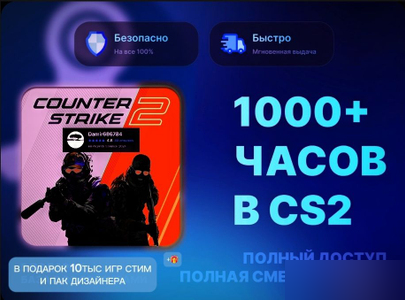 Безопасно
На все 100%
Быстро
Мгновенная выдача
COUNTER
STRIKE 2
1000+
ЧАСОВ
В CS2
ПОЛНЫЙ ДОСТУП
ПОЛНАЯ СМЕ
В ПОДАРОК 10ТЫС ИГР СТИМ
И ПАК ДИЗАЙНЕРА